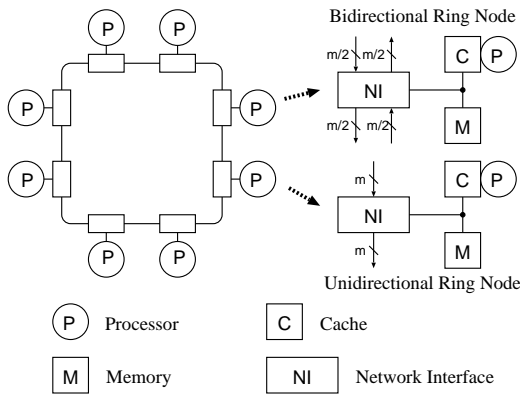 Bidirectional Ring Node
P P
m/2 m/2
C P
P P
NI
m/2 m/2
M
P P
m
C P
NI
m
M
P P
Unidirectional Ring Node
P Processor
C Cache
M Memory
NI Network Interface